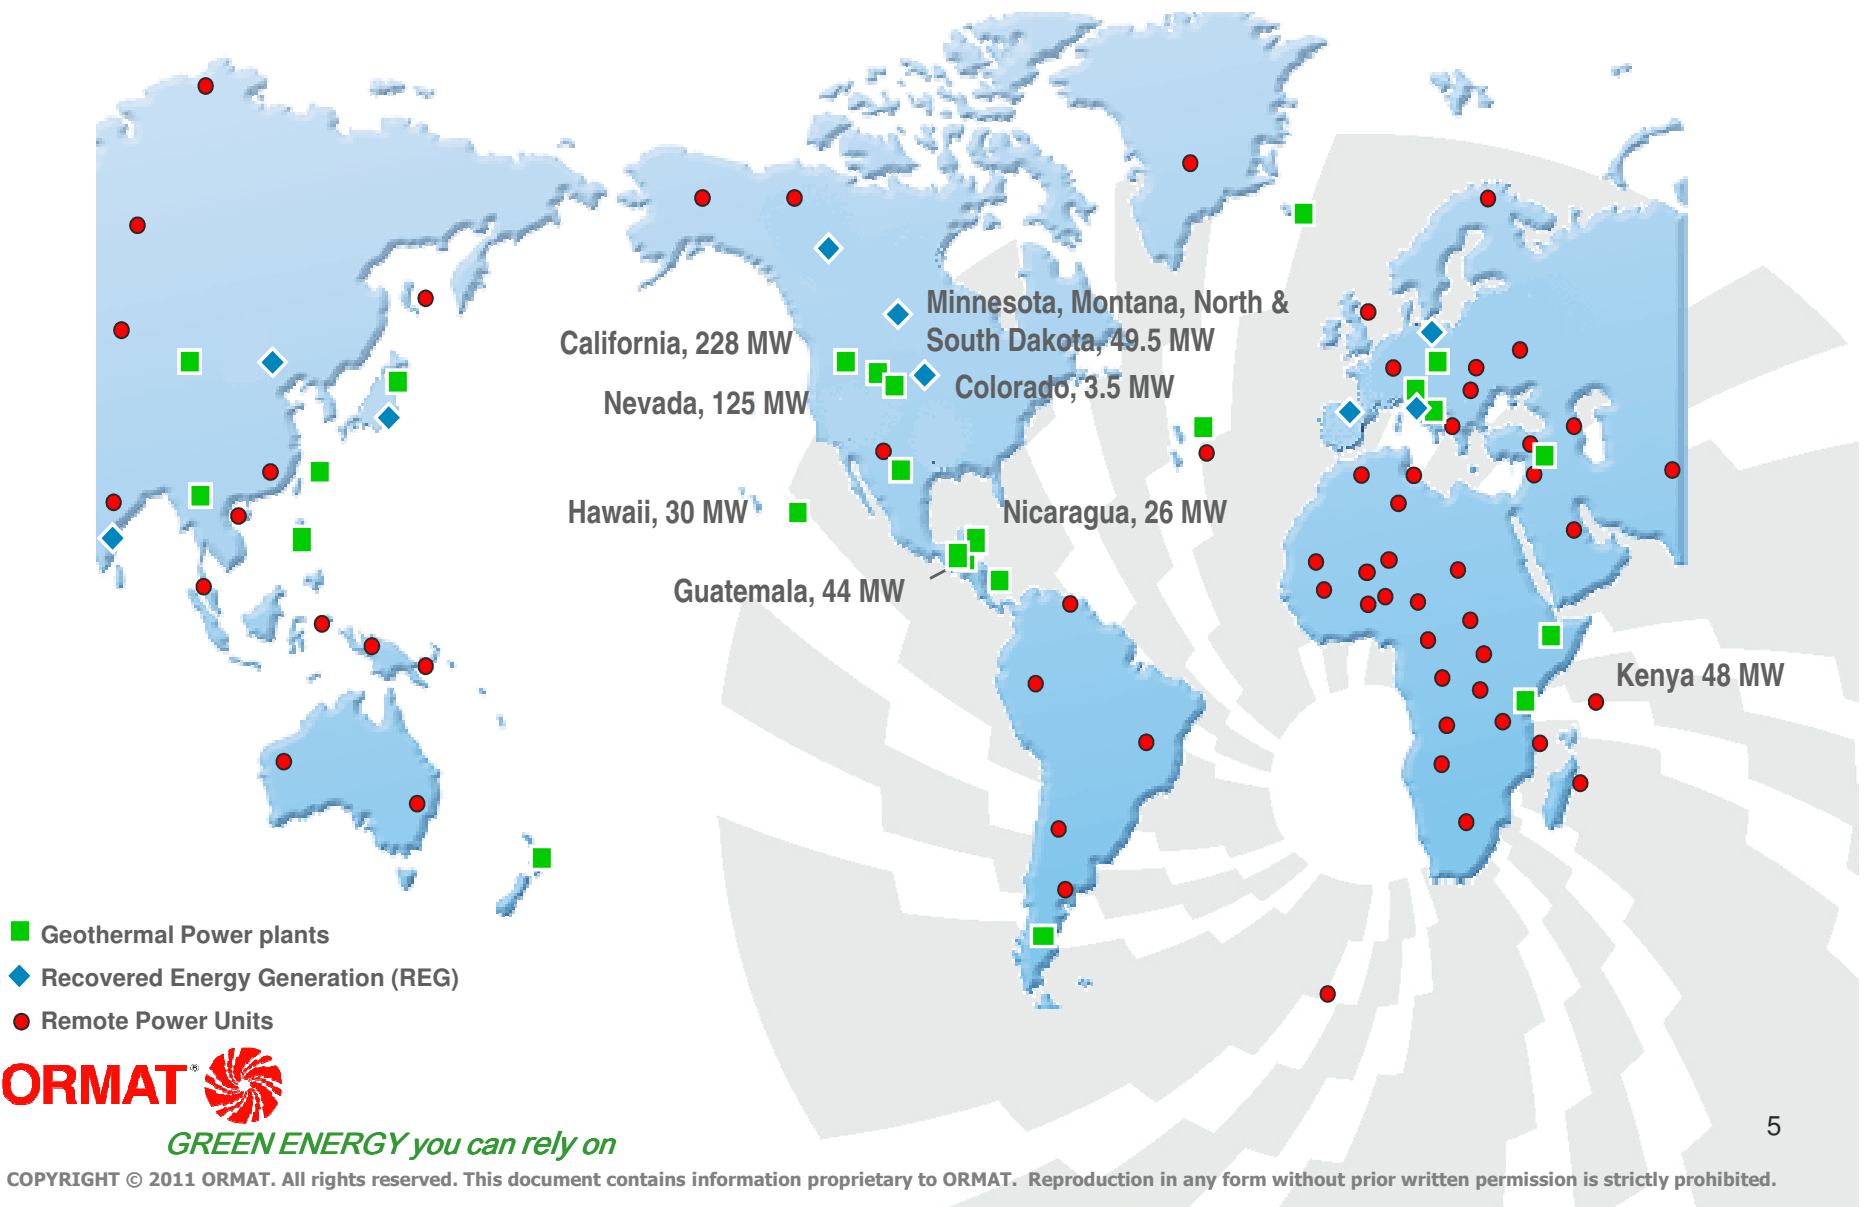 Minnesota, Montana, North &
South Dakota, 49.5 MW
California, 228 MW
Colorado, 3.5 MW
Nevada, 125 MW
Hawaii, 30 MW
Nicaragua, 26 MW
Guatemala, 44 MW
Kenya 48 MW
Geothermal Power plants
Recovered Energy Generation (REG)
Remote Power Units
ORMAT®
GREEN ENERGY you can rely on
5
COPYRIGHT © 2011 ORMAT. All rights reserved. This document contains information proprietary to ORMAT. Reproduction in any form without prior written permission is strictly prohibited.